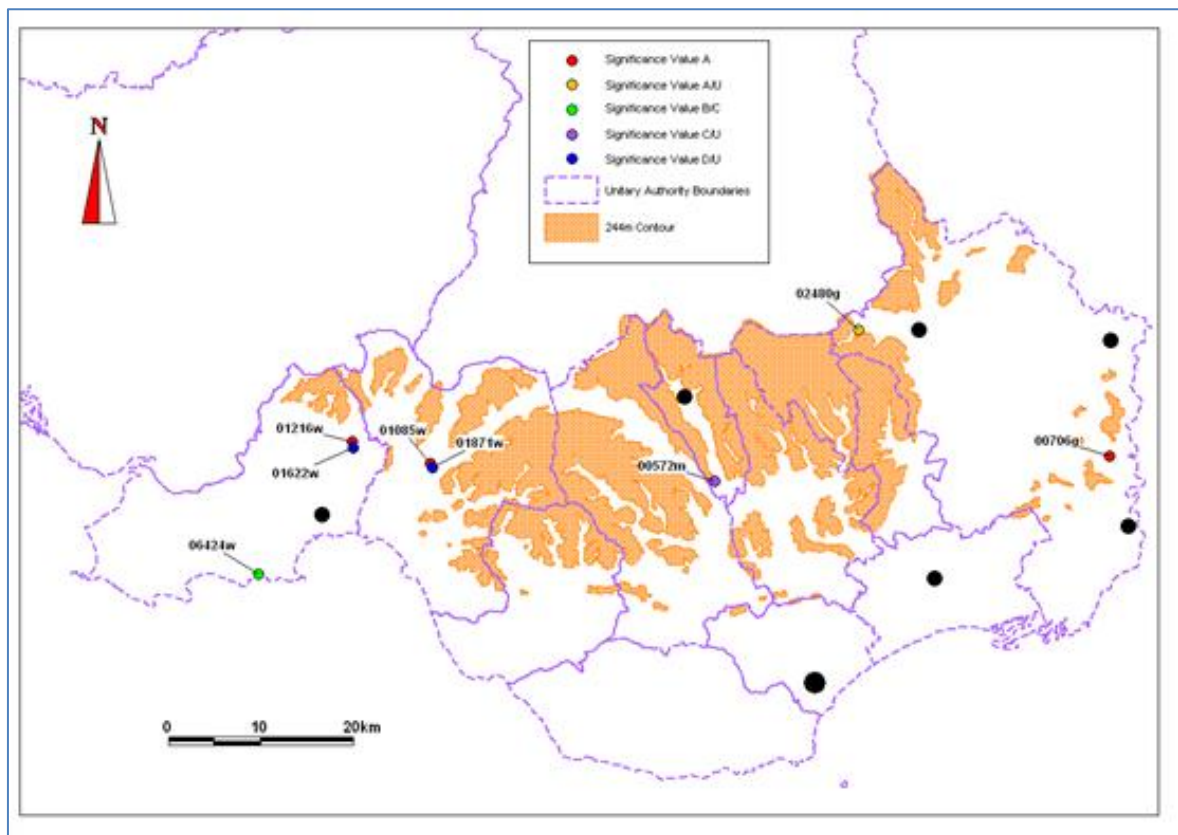 Significance Value A
Significance Value A/U
Significance Value B/C
Significance Value C/U
Significance Value D/U
Unitary Authority Boundaries
244m Contour
N
02480g
01216w
01085w
01871w
01622w
00572m
00706g
06424w
0 10 20km